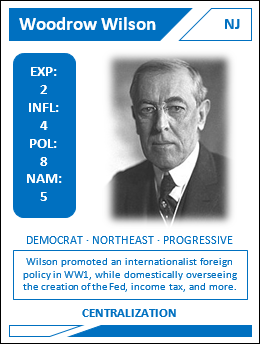 Woodrow Wilson
NJ
EXP:
2
INFL:
4
POL:
8
NAM:
5
DEMOCRAT · NORTHEAST · PROGRESSIVE
Wilson promoted an internationalist foreign
policy in WW1, while domestically overseeing
the creation of the Fed, income tax, and more.
CENTRALIZATION